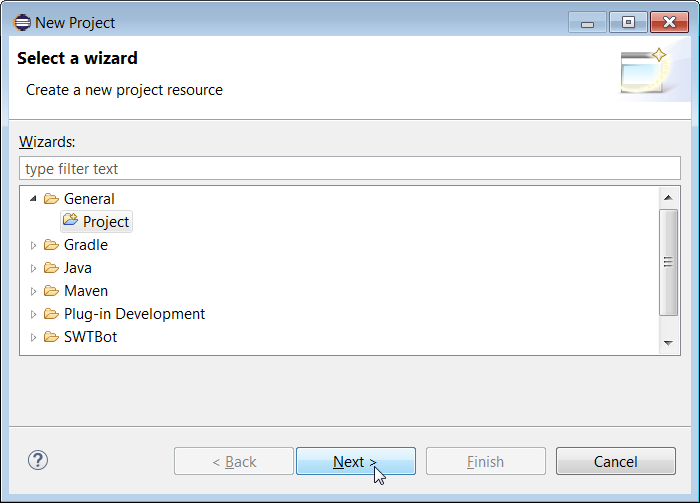 New Project
Select a wizard
Create a new project resource
Wizards:
type filter text
General
Project
Gradle
Java
Maven
Plug-in Development
SWTBot
?
< Back Next > Finish Cancel